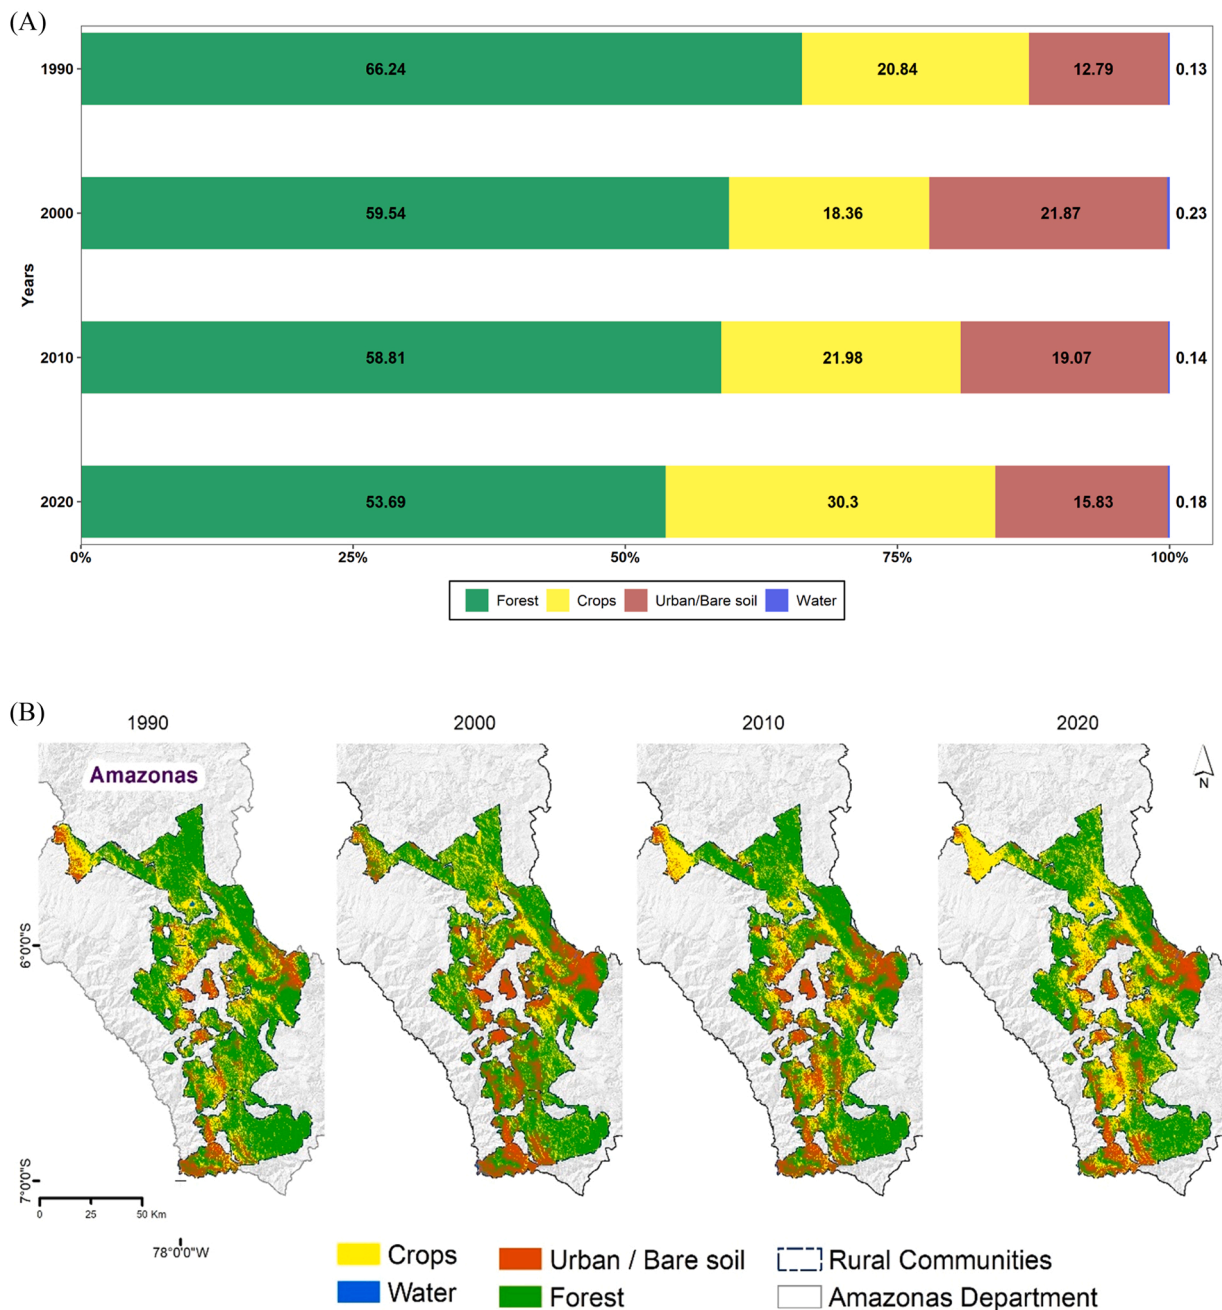 (A)
1990 66.24 20.84 12.79 0.13
2000 59.54 18.36 21.87 0.23
Years
2010 58.81 21.98 19.07 0.14
2020 53.69 30.3 15.83 0.18
0% 25% 50% 75% 100%
Forest Crops Urban/Bare soil Water
(B)
1990 2000 2010 2020
Amazonas
N
6°0'0"S
7°0'0"S
0 25 50 Km
78°0'0"W
Crops Urban / Bare soil Rural Communities
Water Forest Amazonas Department